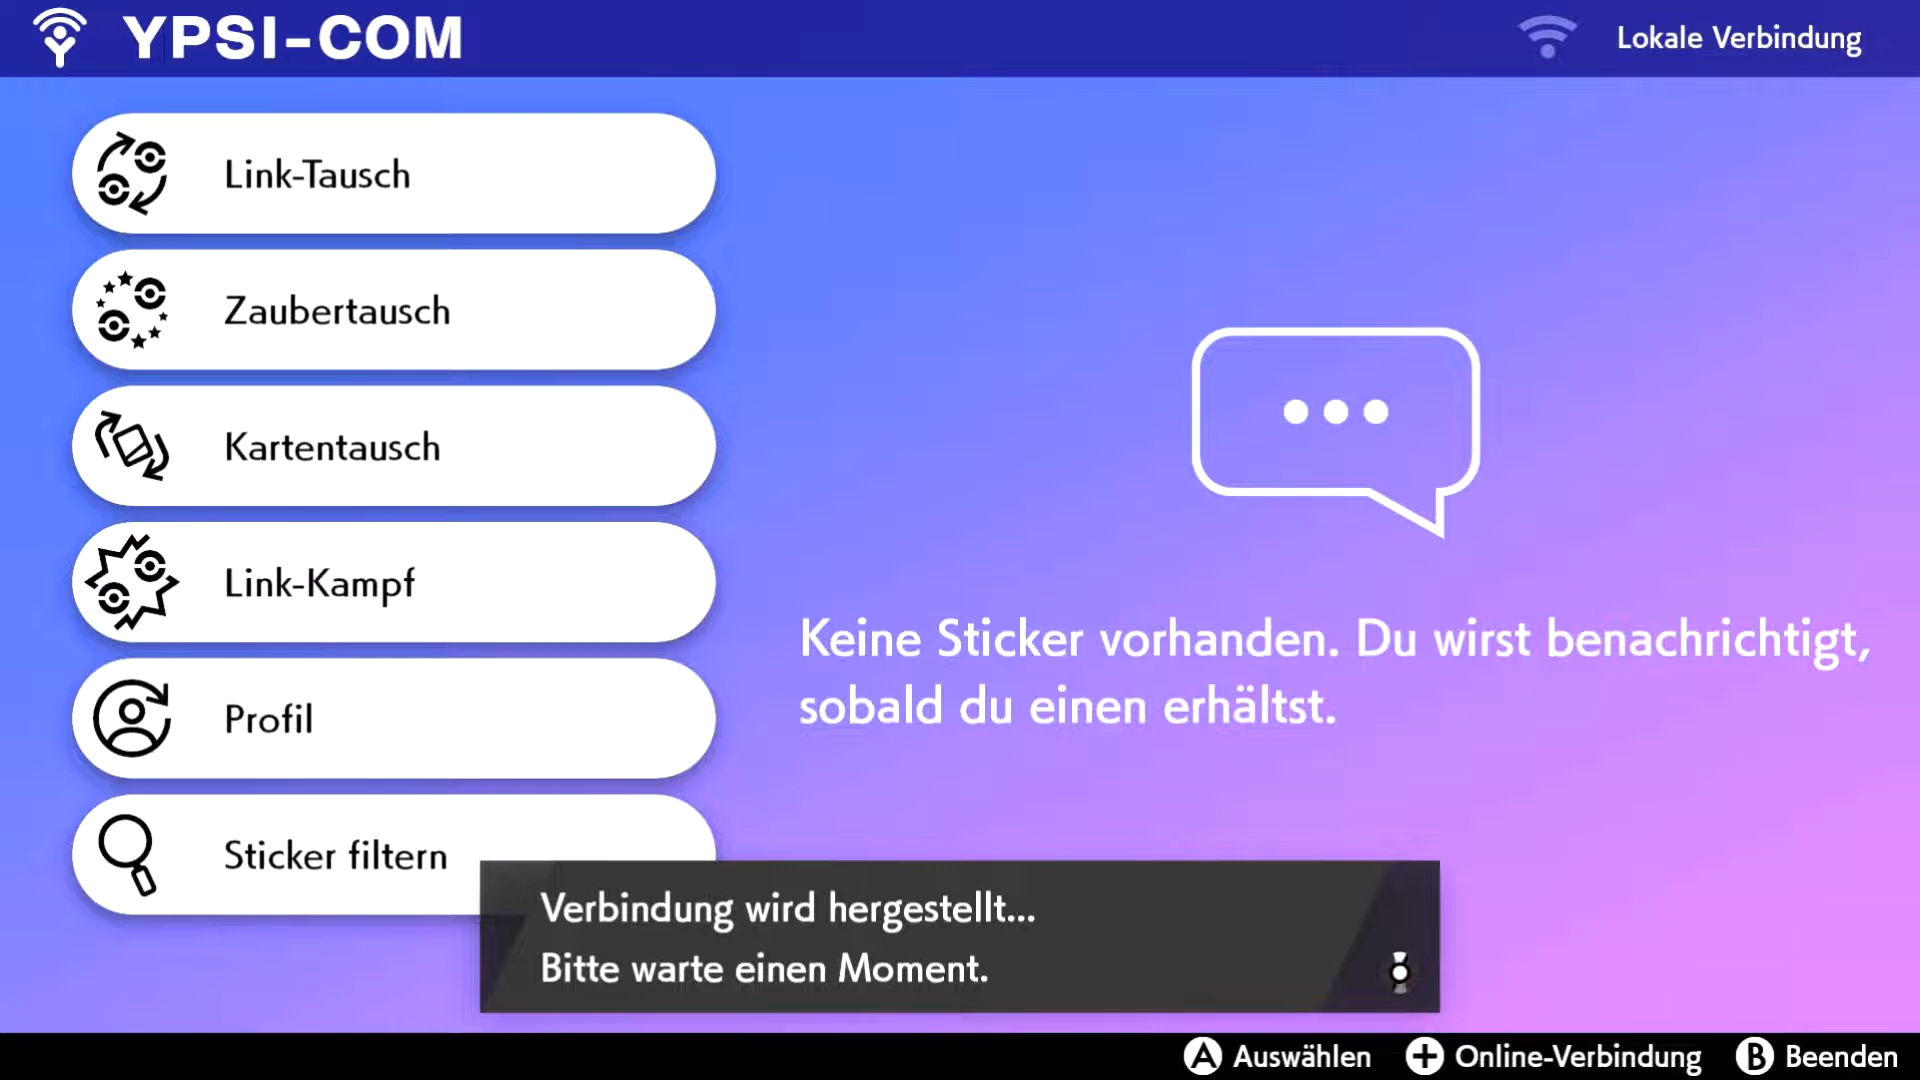 YPSI-COM
Lokale Verbindung
Link-Tausch
Zaubertausch
Kartentausch
Link-Kampf
Profil
Sticker filtern
Keine Sticker vorhanden. Du wirst benachrichtigt,
sobald du einen erhältst.
Verbindung wird hergestellt...
Bitte warte einen Moment.
A Auswählen + Online-Verbindung B Beenden